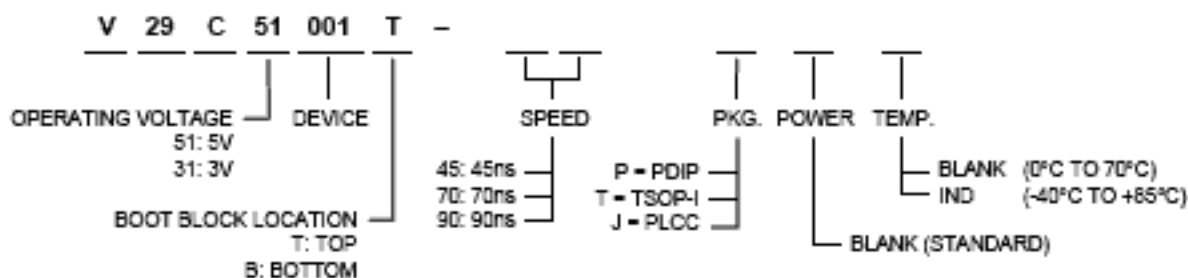 V 29 C 51 001 T –
OPERATING VOLTAGE DEVICE SPEED PKG. POWER TEMP.
51: 5V
31: 3V
45: 45ns P = PDIP BLANK (0°C TO 70°C)
70: 70ns T = TSOP-I IND (-40°C TO +85°C)
90: 90ns J = PLCC
BOOT BLOCK LOCATION
T: TOP
B: BOTTOM
BLANK (STANDARD)